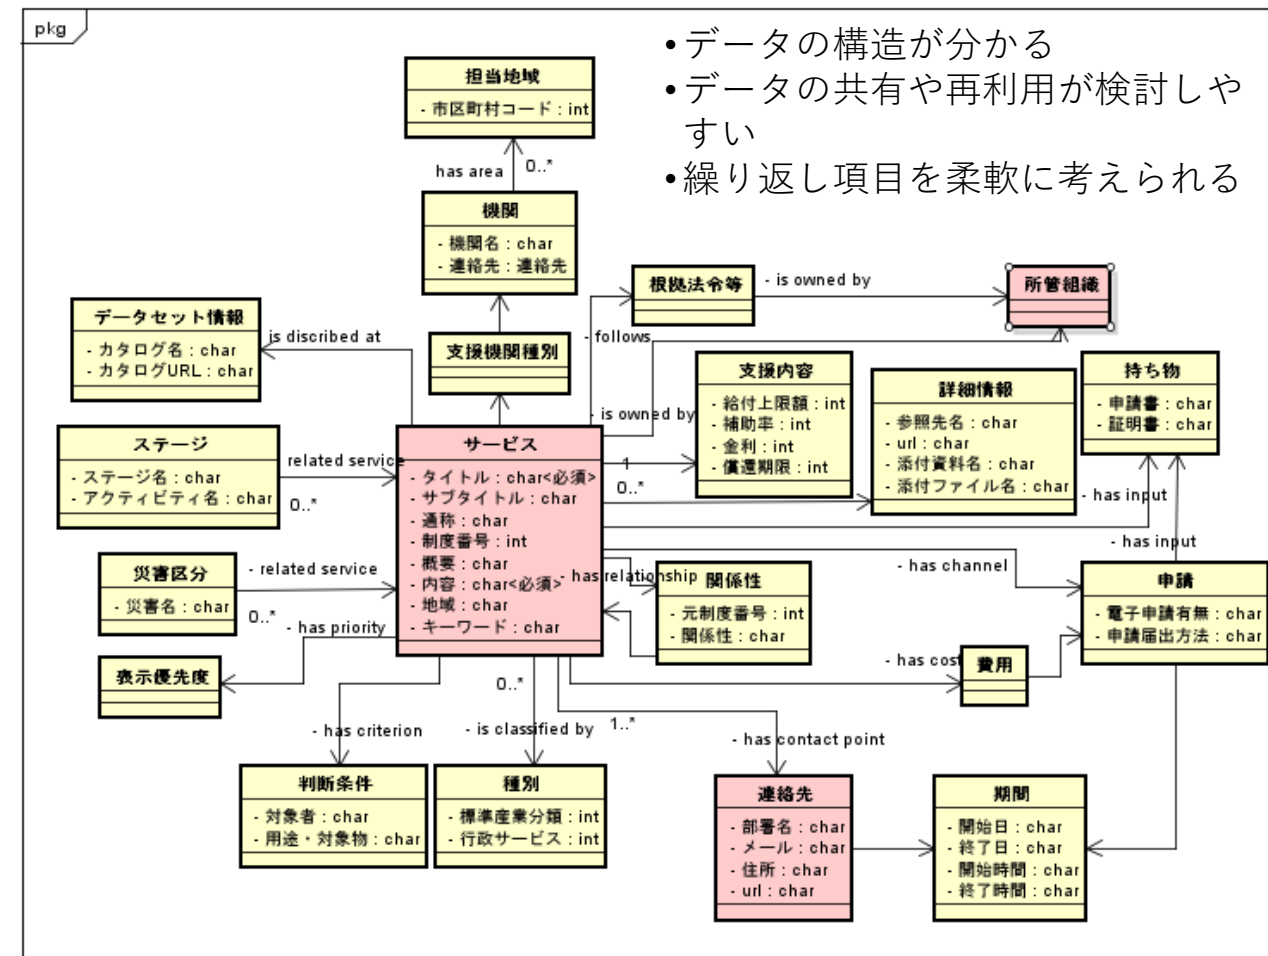 pkg
•データの構造が分かる
•データの共有や再利用が検討しや
すい
•繰り返し項目を柔軟に考えられる
担当地域
- 市区町村コード : int
has area
0..*
機関
- 機関名 : char
- 連絡先 : 連絡先
根拠法令等
- is owned by
所管組織
データセット情報
- カタログ名 : char
- カタログURL : char
is discribed at
支援機関種別
- follows
支援内容
- 給付上限額 : int
- 補助率 : int
- 金利 : int
- 償還期限 : int
詳細情報
- 参照先名 : char
- url : char
- 添付資料名 : char
- 添付ファイル名 : char
持ち物
- 申請書 : char
- 証明書 : char
- is owned by
ステージ
- ステージ名 : char
- アクティビティ名 : char
related service
0..*
サービス
- タイトル : char<必須>
- サブタイトル : char
- 通称 : char
- 制度番号 : int
- 概要 : char
- 内容 : char<必須>
- 地域 : char
- キーワード : char
1
0..*
- has input
- has input
災害区分
- 災害名 : char
- related service
0..*
- has relationship
関係性
- 元制度番号 : int
- 関係性 : char
- has channel
申請
- 電子申請有無 : char
- 申請届出方法 : char
- has priority
表示優先度
- has cost
費用
0..*
- has criterion
- is classified by
1..*
- has contact point
判断条件
- 対象者 : char
- 用途・対象物 : char
種別
- 標準産業分類 : int
- 行政サービス : int
連絡先
- 部署名 : char
- メール : char
- 住所 : char
- url : char
期間
- 開始日 : char
- 終了日 : char
- 開始時間 : char
- 終了時間 : char